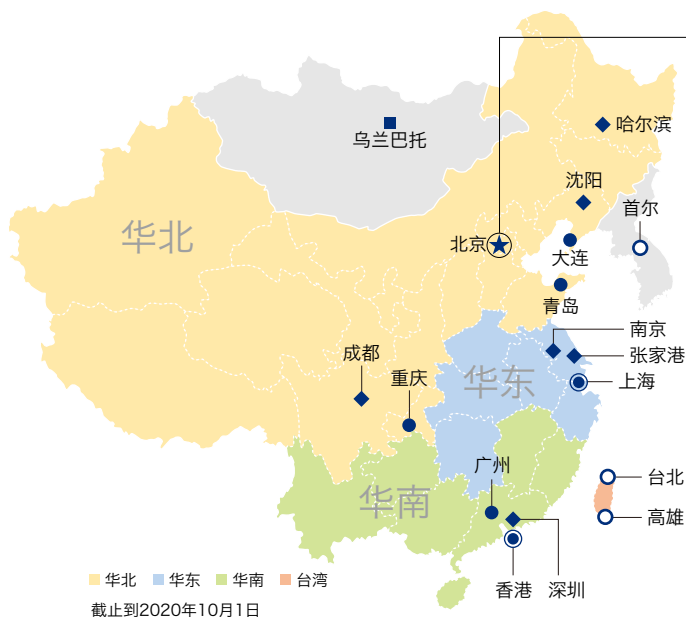 乌兰巴托
哈尔滨
沈阳
首尔
华北
北京
大连
青岛
南京
成都
张家港
重庆
华东
上海
广州
台北
华南
高雄
香港
深圳
华北
华东
华南
台湾
截止到2020年10月1日